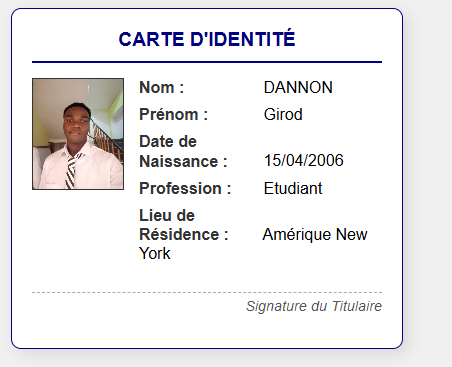 CARTE D'IDENTITÉ
Nom : DANNON
Prénom : Girod
Date de
Naissance : 15/04/2006
Profession : Etudiant
Lieu de
Résidence : Amérique New
York
Signature du Titulaire